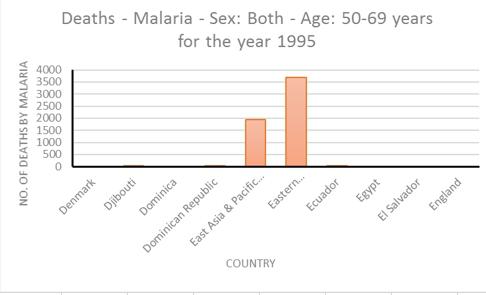 Deaths - Malaria - Sex: Both - Age: 50-69 years
for the year 1995
NO. OF DEATHS BY MALARIA
4000
3500
3000
2500
2000
1500
1000
500
0
Denmark
Djibouti
Dominica
Dominican Republic
East Asia & Pacific...
Eastern...
Ecuador
Egypt
El Salvador
England
COUNTRY